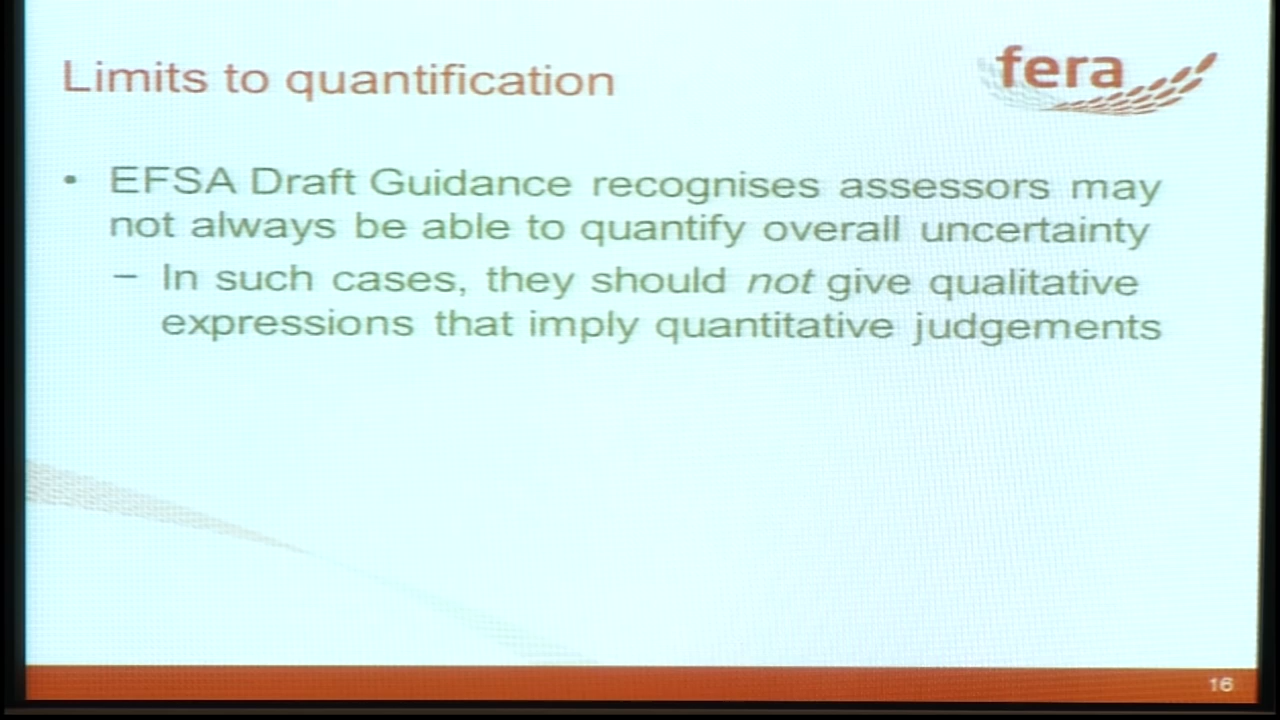 Limits to quantification
fera
• EFSA Draft Guidance recognises assessors may
not always be able to quantify overall uncertainty
– In such cases, they should not give qualitative
expressions that imply quantitative judgements
16